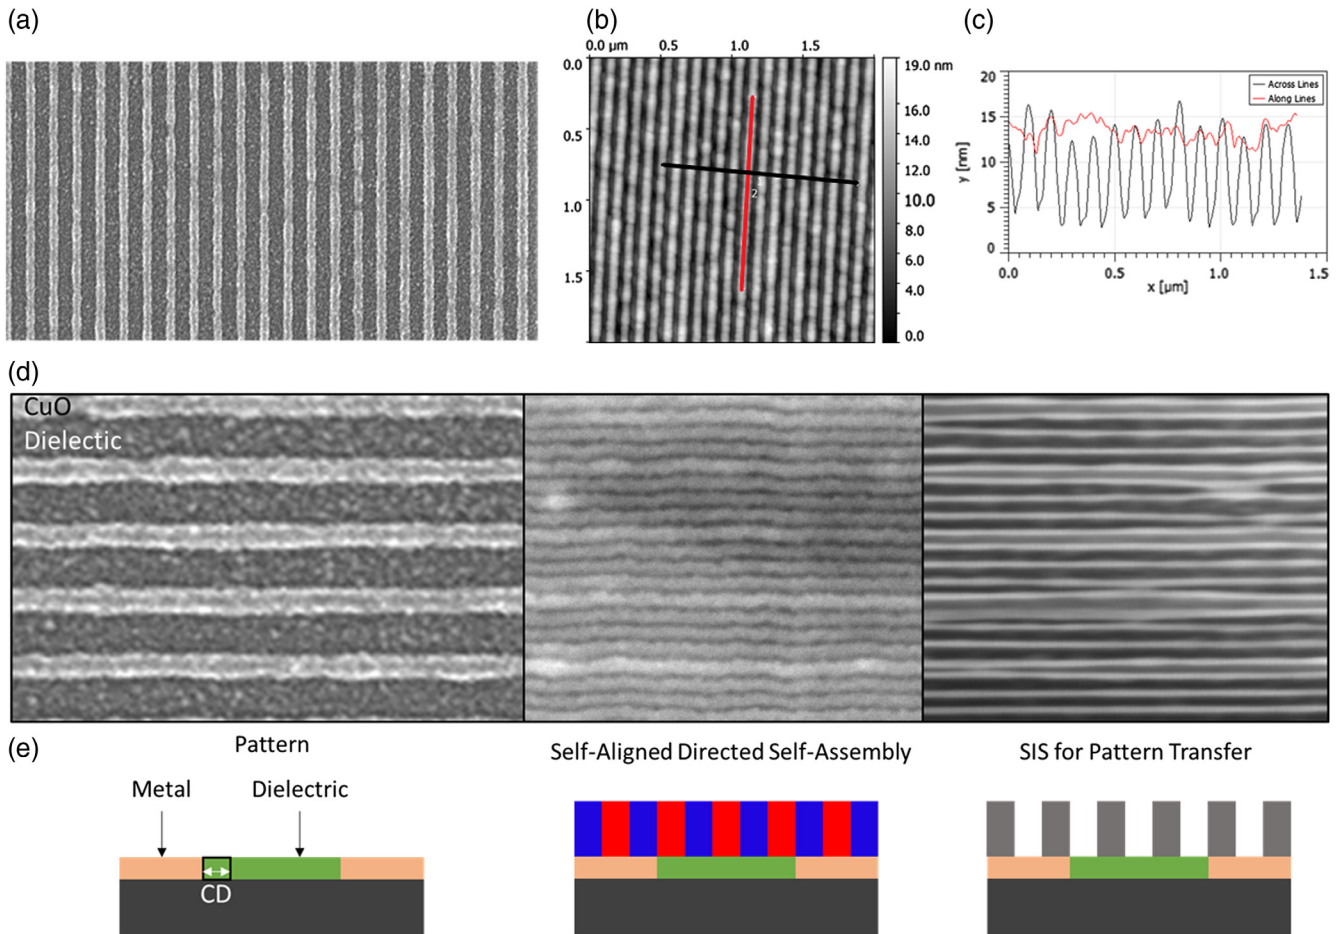 (a)
(b)
(c)
0.0 µm 0.5 1.0 1.5
0.0
0.5
1.0
1.5
2
19.0 nm
16.0
14.0
12.0
10.0
8.0
6.0
4.0
0.0
20
15
10
5
0
y [nm]
Across Lines
Along Lines
0.0 0.5 1.0 1.5
x [µm]
(d)
CuO
Dielectic
(e)
Pattern
Metal Dielectric
CD
Self-Aligned Directed Self-Assembly
SIS for Pattern Transfer